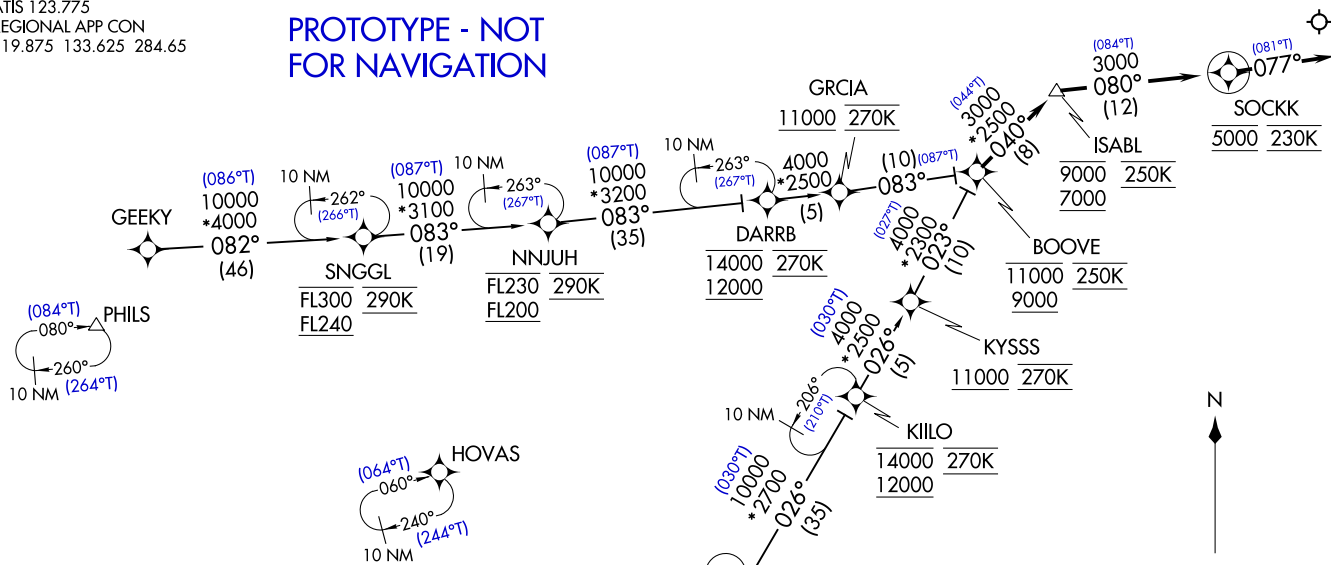 ATIS 123.775
REGIONAL APP CON
19.875 133.625 284.65
PROTOTYPE - NOT
FOR NAVIGATION
(084°T)
3000
080°
(12)
(081°T)
077°
SOCKK
5000 230K
GRCIA
11000 270K
(044°T)
3000
*2500
040°
(8)
ISABL
9000 250K
7000
(086°T)
10000
*4000
082°
(46)
GEEKY
10 NM
262°
(266°T)
SNGGL
FL300 290K
FL240
(087°T)
10000
*3100
083°
(19)
10 NM
263°
(267°T)
NNJUH
FL230 290K
FL200
(087°T)
10000
*3200
083°
(35)
10 NM
263°
(267°T)
DARRB
14000 270K
12000
4000
*2500
(5)
(10) (087°T)
083°
BOOVE
11000 250K
9000
(027°T)
4000
*2300
023°
(10)
KYSSS
11000 270K
(030°T)
4000
*2500
026°
(5)
10 NM
206°
(210°T)
KIILO
14000 270K
12000
(030°T)
10000
*2700
026°
(35)
(084°T)
080°
PHILS
260°
10 NM (264°T)
HOVAS
(064°T)
060°
240°
(244°T)
10 NM
N